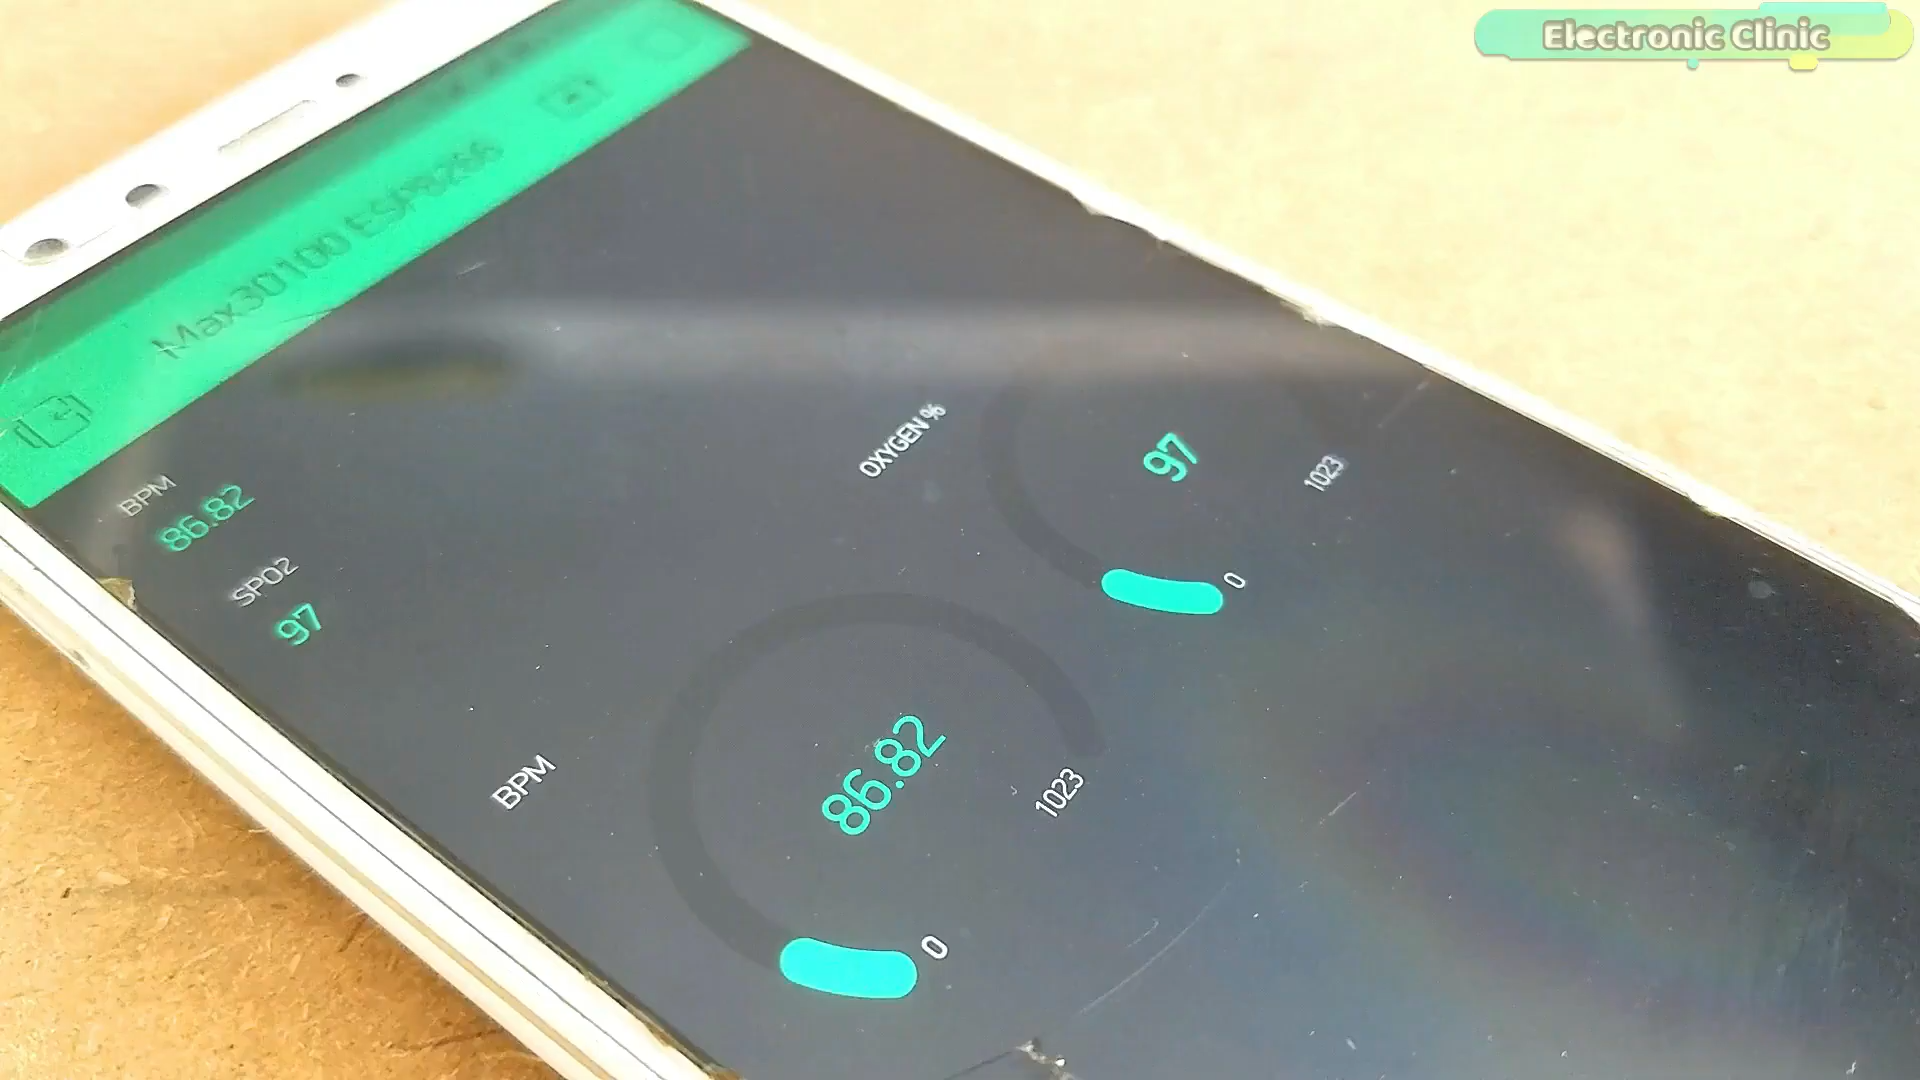 Electronic Clinic
Max30100 ESP8266
BPM
86.82
SPO2
97
OXYGEN %
97
1023
0
BPM
86.82
1023
0